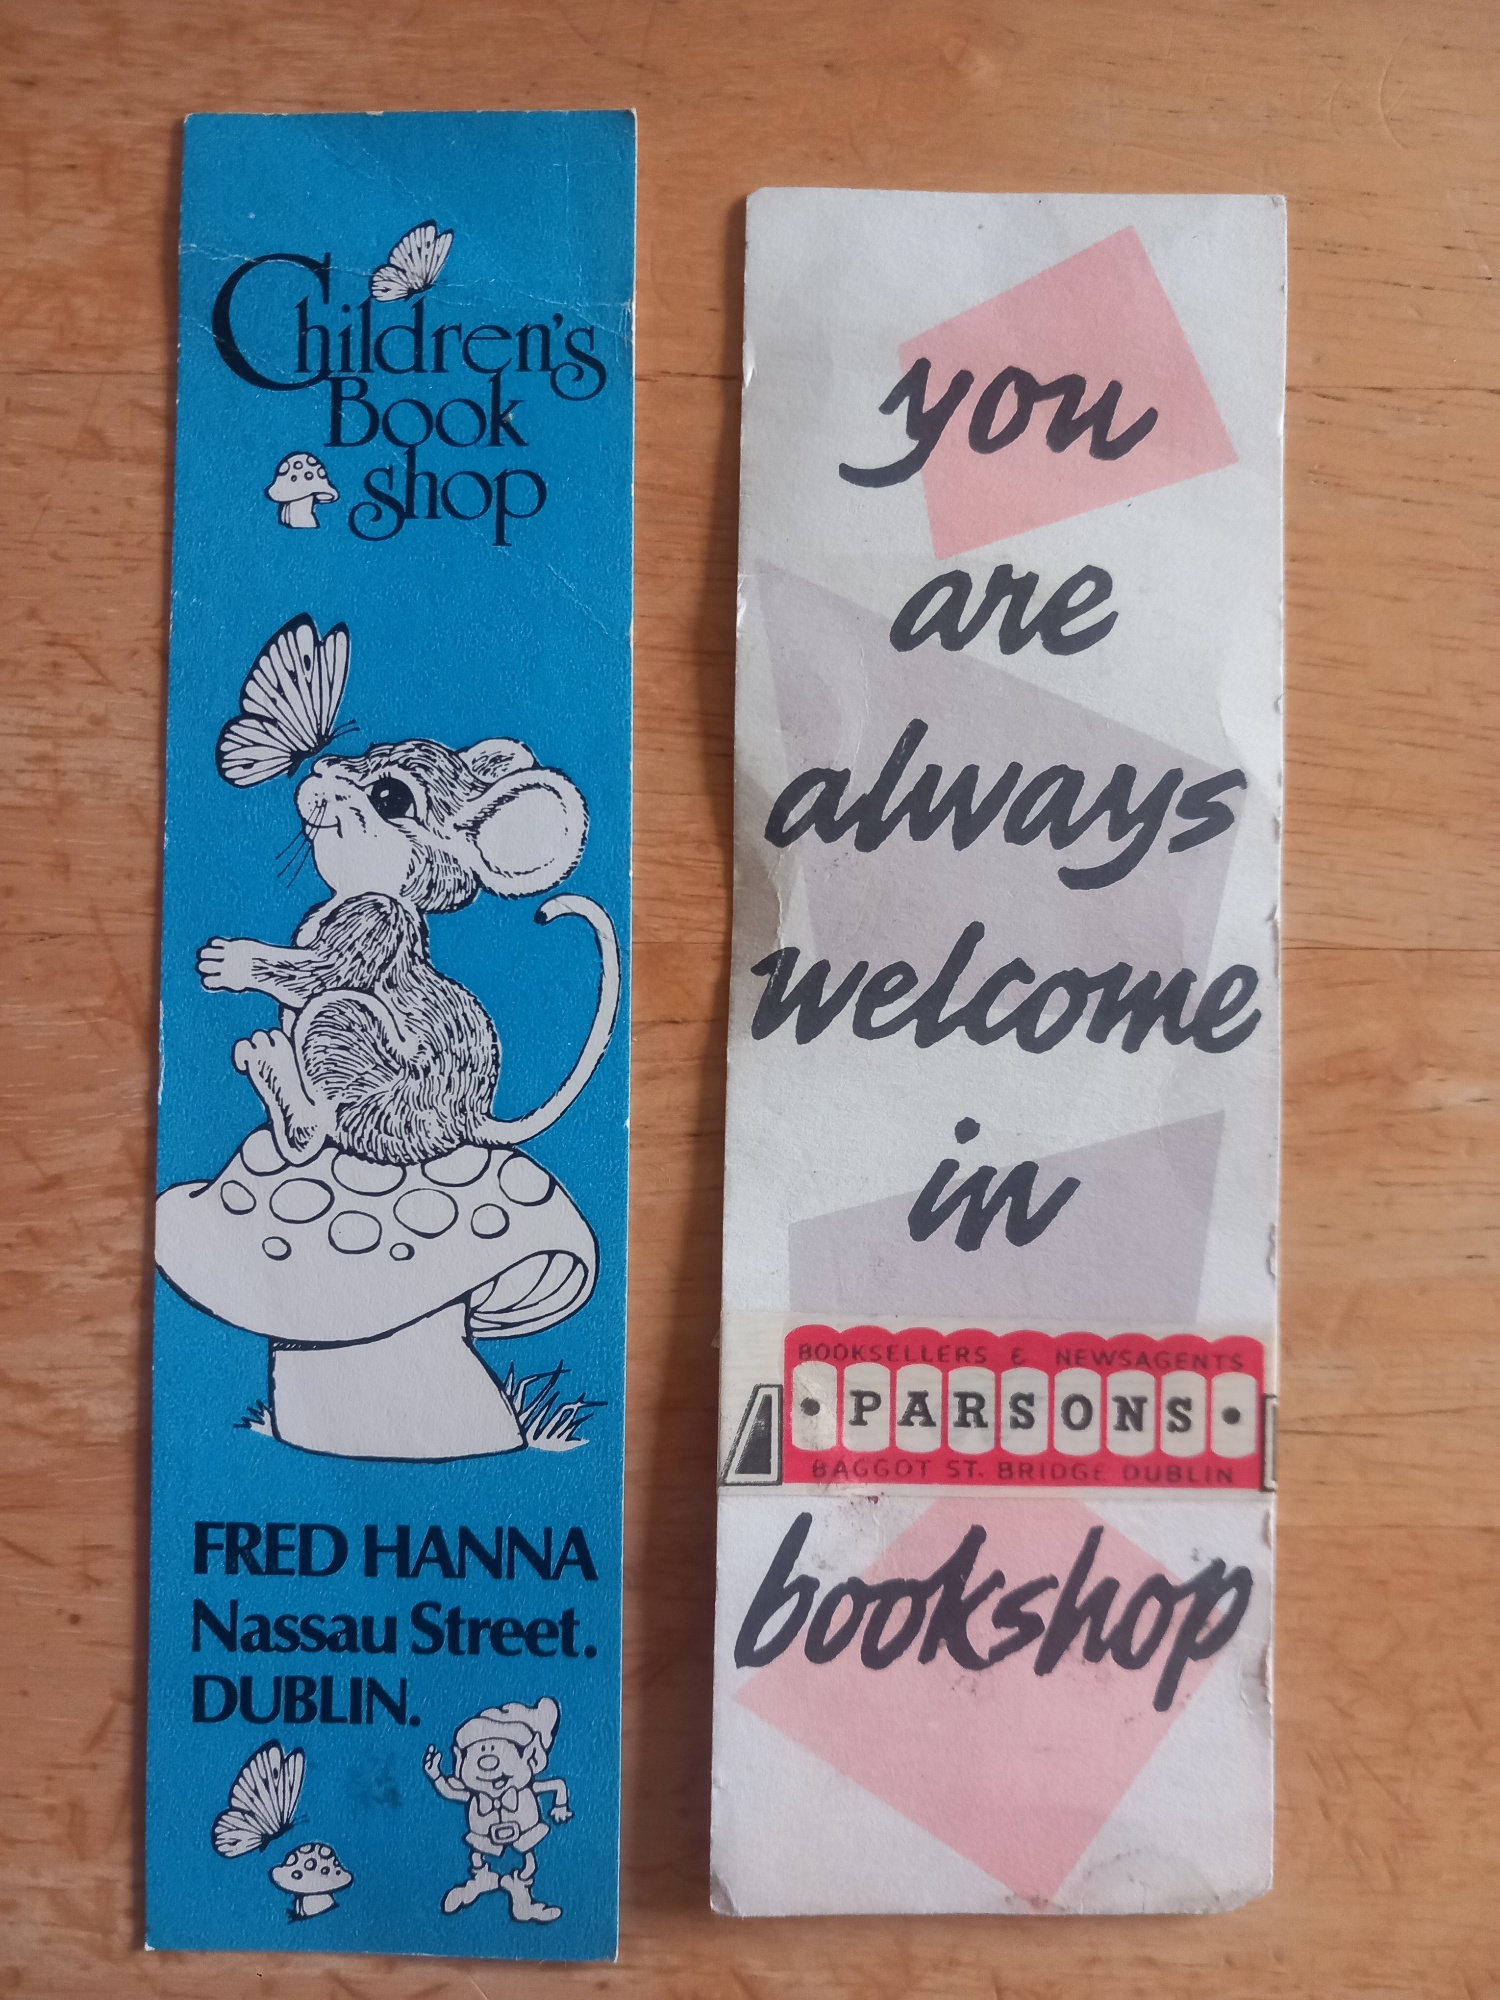 Children's
Book
shop
FRED HANNA
Nassau Street.
DUBLIN.
you
are
always
welcome
in
BOOKSELLERS & NEWSAGENTS
• PARSONS •
BAGGOT ST. BRIDGE DUBLIN
bookshop